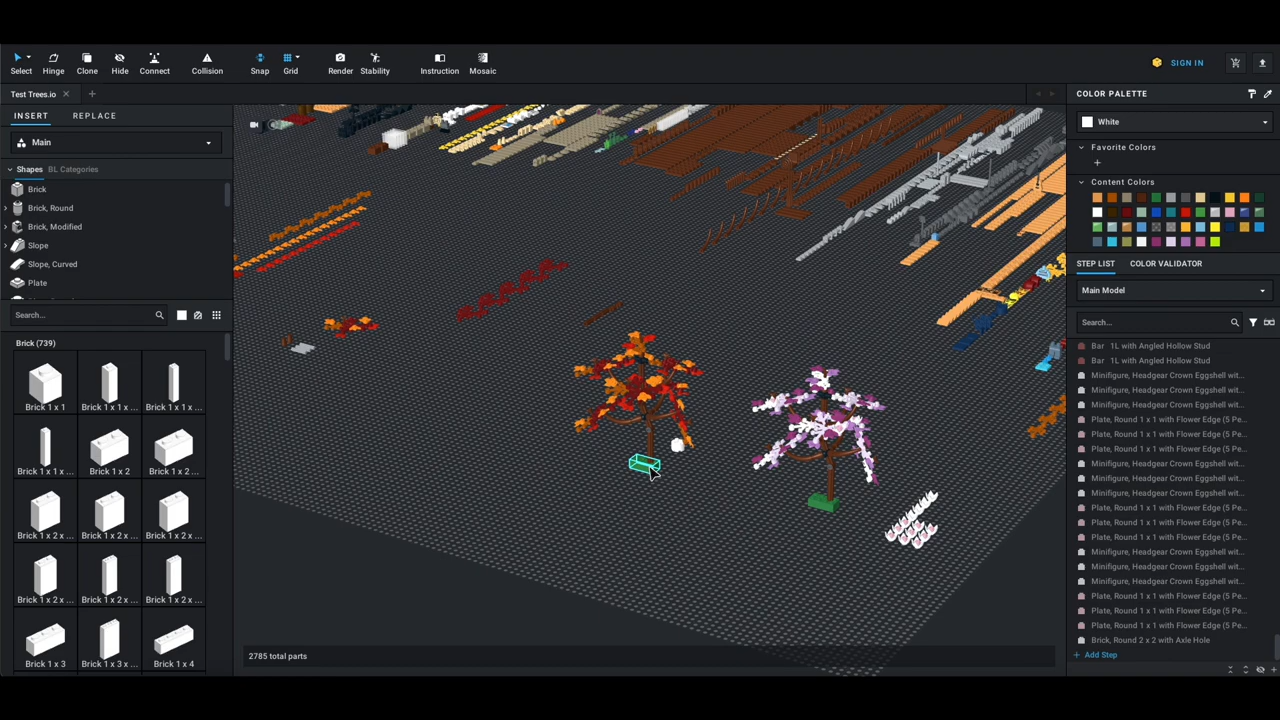 Select
Hinge
Clone
Hide
Connect
Collision
Snap
Grid
Render
Stability
Instruction
Mosaic
SIGN IN
Test Trees.io
INSERT
REPLACE
Main
Shapes BL Categories
Brick
Brick, Round
Brick, Modified
Slope
Slope, Curved
Plate
Search...
Brick (739)
Brick 1 x 1
Brick 1 x 1 x ...
Brick 1 x 1 x ...
Brick 1 x 1 x ...
Brick 1 x 2
Brick 1 x 2 ...
Brick 1 x 2 x ...
Brick 1 x 2 x ...
Brick 1 x 2 x ...
Brick 1 x 2 x ...
Brick 1 x 2 x ...
Brick 1 x 2 x ...
Brick 1 x 3
Brick 1 x 3 x ...
Brick 1 x 4
2785 total parts
COLOR PALETTE
White
Favorite Colors
Content Colors
STEP LIST
COLOR VALIDATOR
Main Model
Search...
Bar 1L with Angled Hollow Stud
Bar 1L with Angled Hollow Stud
Minifigure, Headgear Crown Eggshell wit...
Minifigure, Headgear Crown Eggshell wit...
Minifigure, Headgear Crown Eggshell wit...
Plate, Round 1 x 1 with Flower Edge (5 Pe...
Plate, Round 1 x 1 with Flower Edge (5 Pe...
Plate, Round 1 x 1 with Flower Edge (5 Pe...
Minifigure, Headgear Crown Eggshell wit...
Minifigure, Headgear Crown Eggshell wit...
Minifigure, Headgear Crown Eggshell wit...
Plate, Round 1 x 1 with Flower Edge (5 Pe...
Plate, Round 1 x 1 with Flower Edge (5 Pe...
Plate, Round 1 x 1 with Flower Edge (5 Pe...
Minifigure, Headgear Crown Eggshell wit...
Minifigure, Headgear Crown Eggshell wit...
Minifigure, Headgear Crown Eggshell wit...
Plate, Round 1 x 1 with Flower Edge (5 Pe...
Plate, Round 1 x 1 with Flower Edge (5 Pe...
Plate, Round 1 x 1 with Flower Edge (5 Pe...
Brick, Round 2 x 2 with Axle Hole
+ Add Step